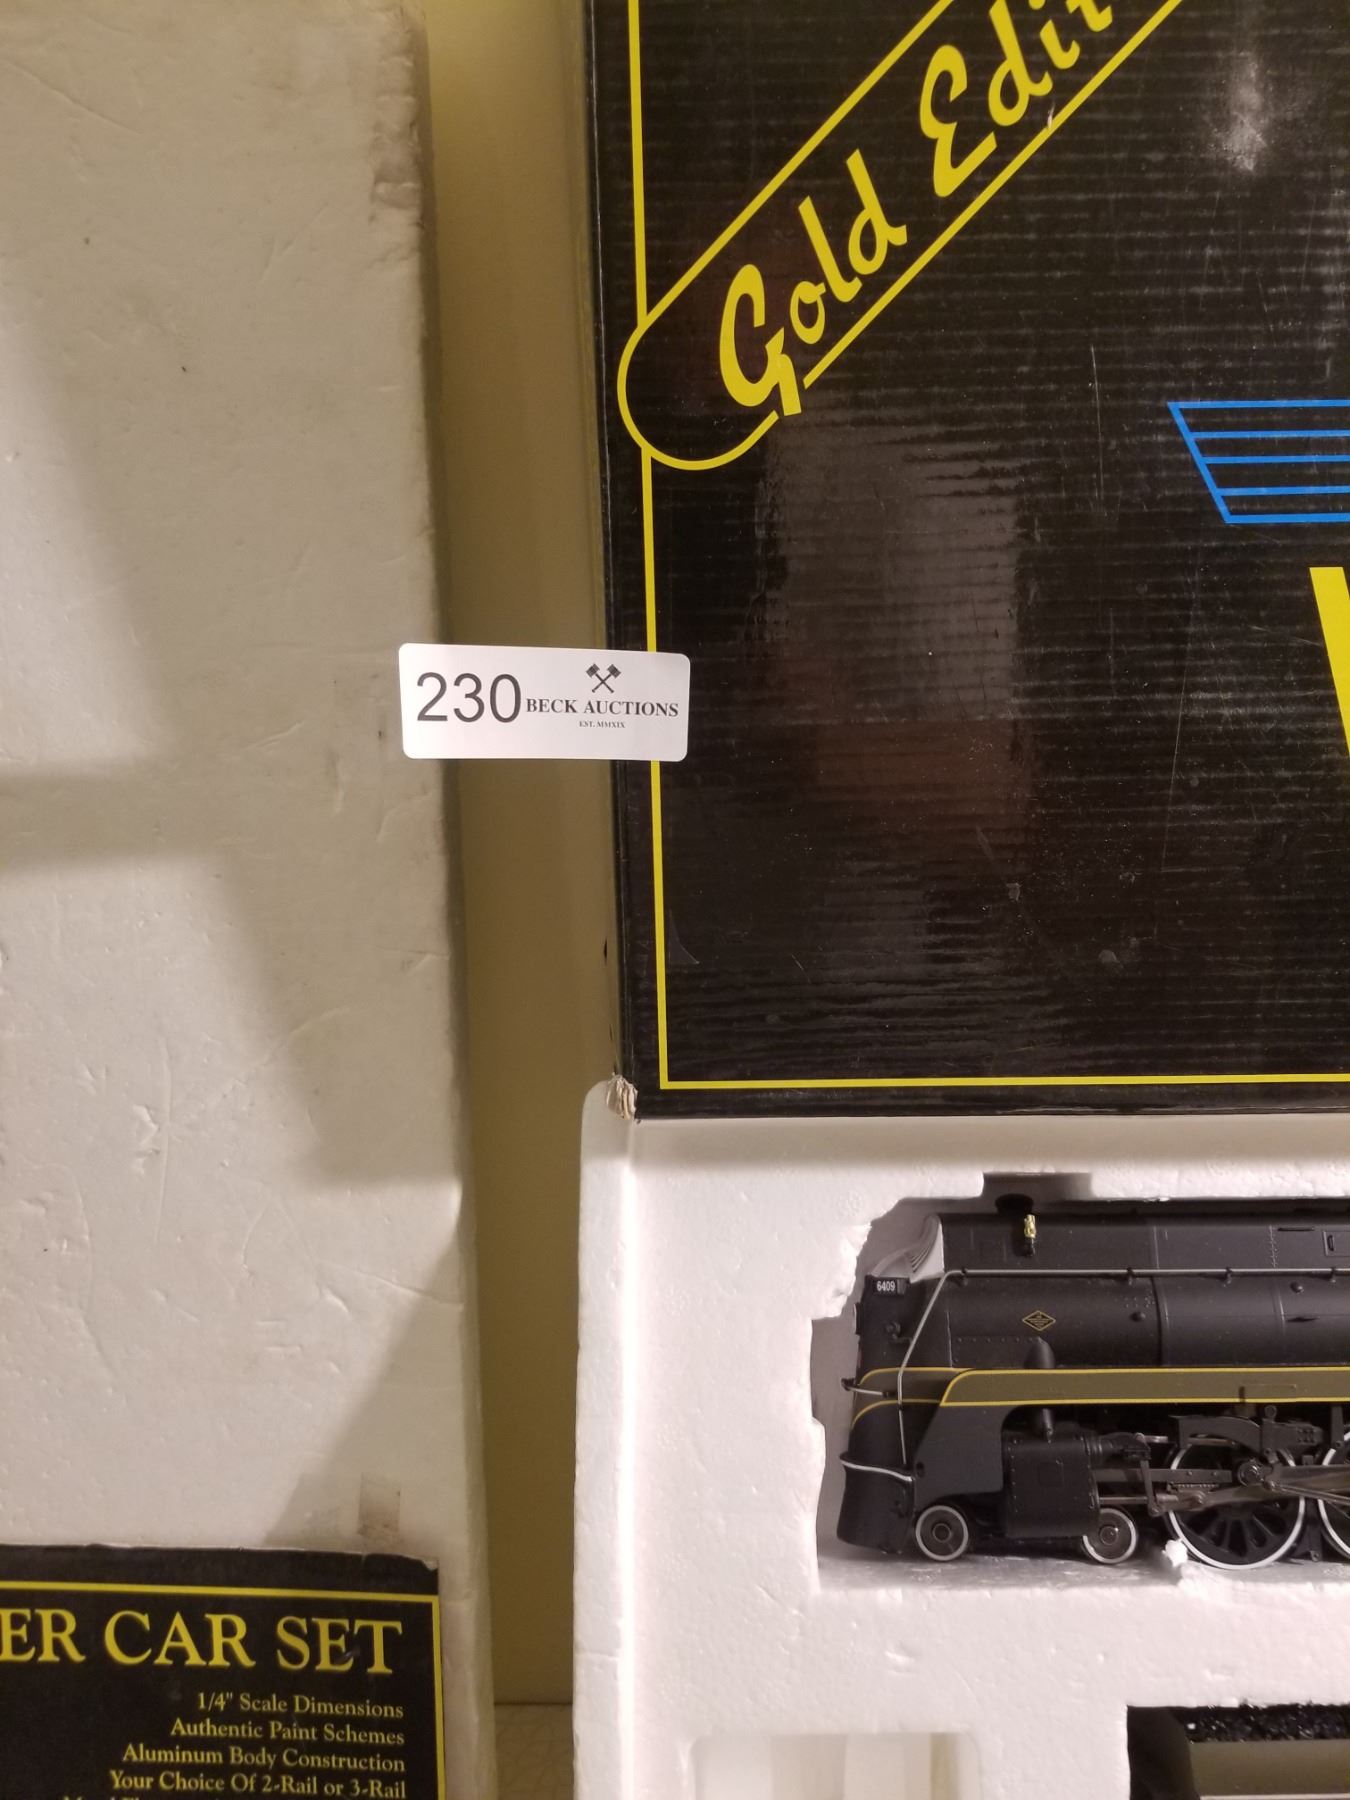 Gold Edit
230
BECK AUCTIONS
EST. MMXIX
6409
ER CAR SET
1/4" Scale Dimensions
Authentic Paint Schemes
Aluminum Body Construction
Your Choice Of 2-Rail or 3-Rail